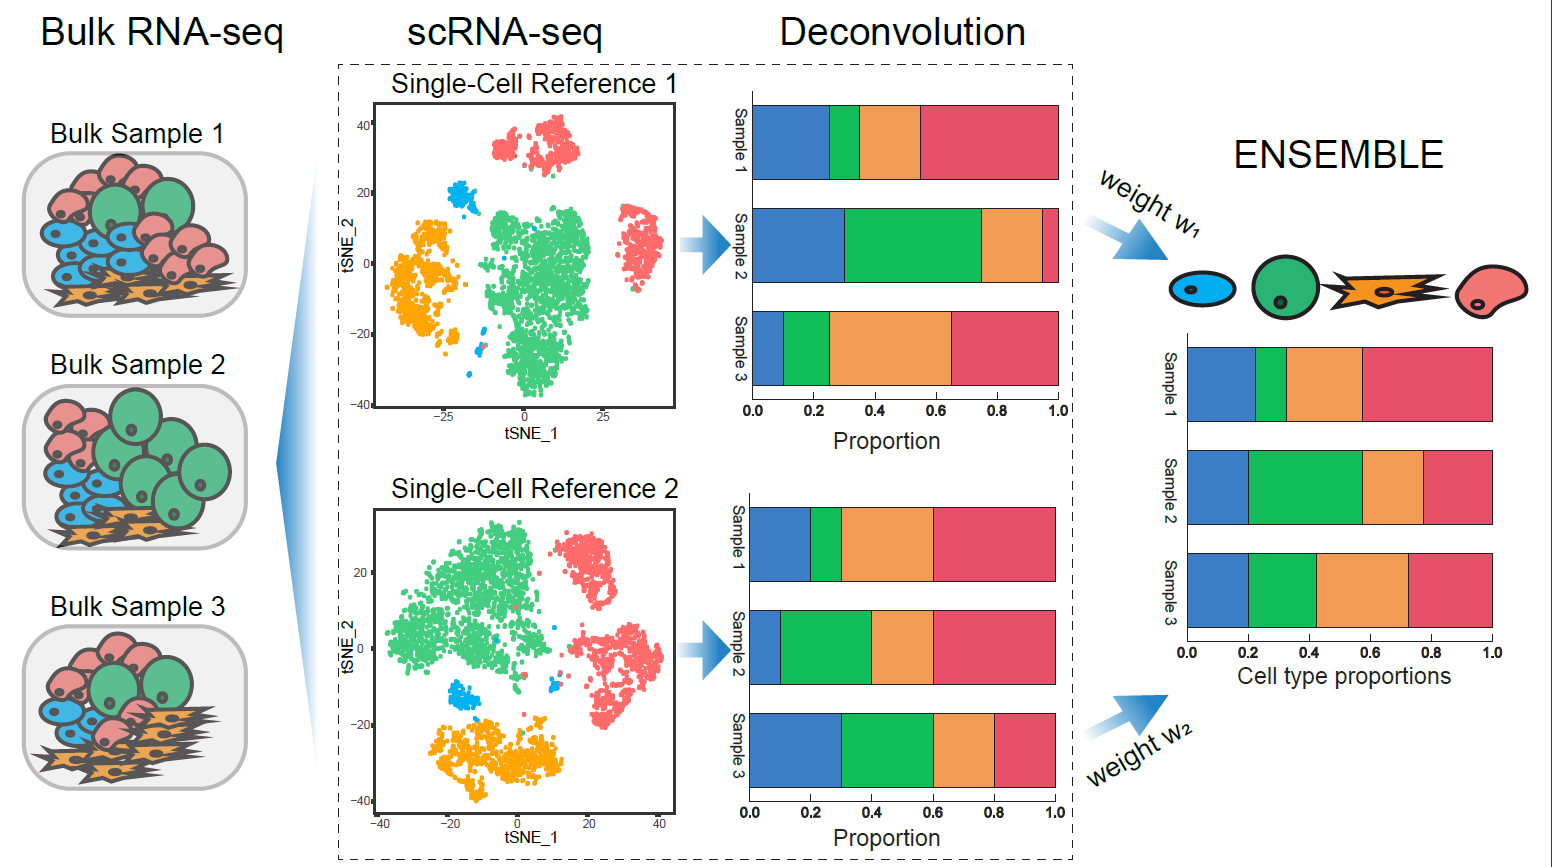 Bulk RNA-seq
scRNA-seq
Deconvolution
Bulk Sample 1
Bulk Sample 2
Bulk Sample 3
Single-Cell Reference 1
tSNE_2
40
20
0
−20
−40
−25
0
25
tSNE_1
Sample 1
Sample 2
Sample 3
0.0
0.2
0.4
0.6
0.8
1.0
Proportion
Single-Cell Reference 2
tSNE_2
20
0
−20
−40
−40
−20
0
20
40
tSNE_1
Sample 1
Sample 2
Sample 3
0.0
0.2
0.4
0.6
0.8
1.0
Proportion
weight w₁
weight w₂
ENSEMBLE
Sample 1
Sample 2
Sample 3
0.0
0.2
0.4
0.6
0.8
1.0
Cell type proportions